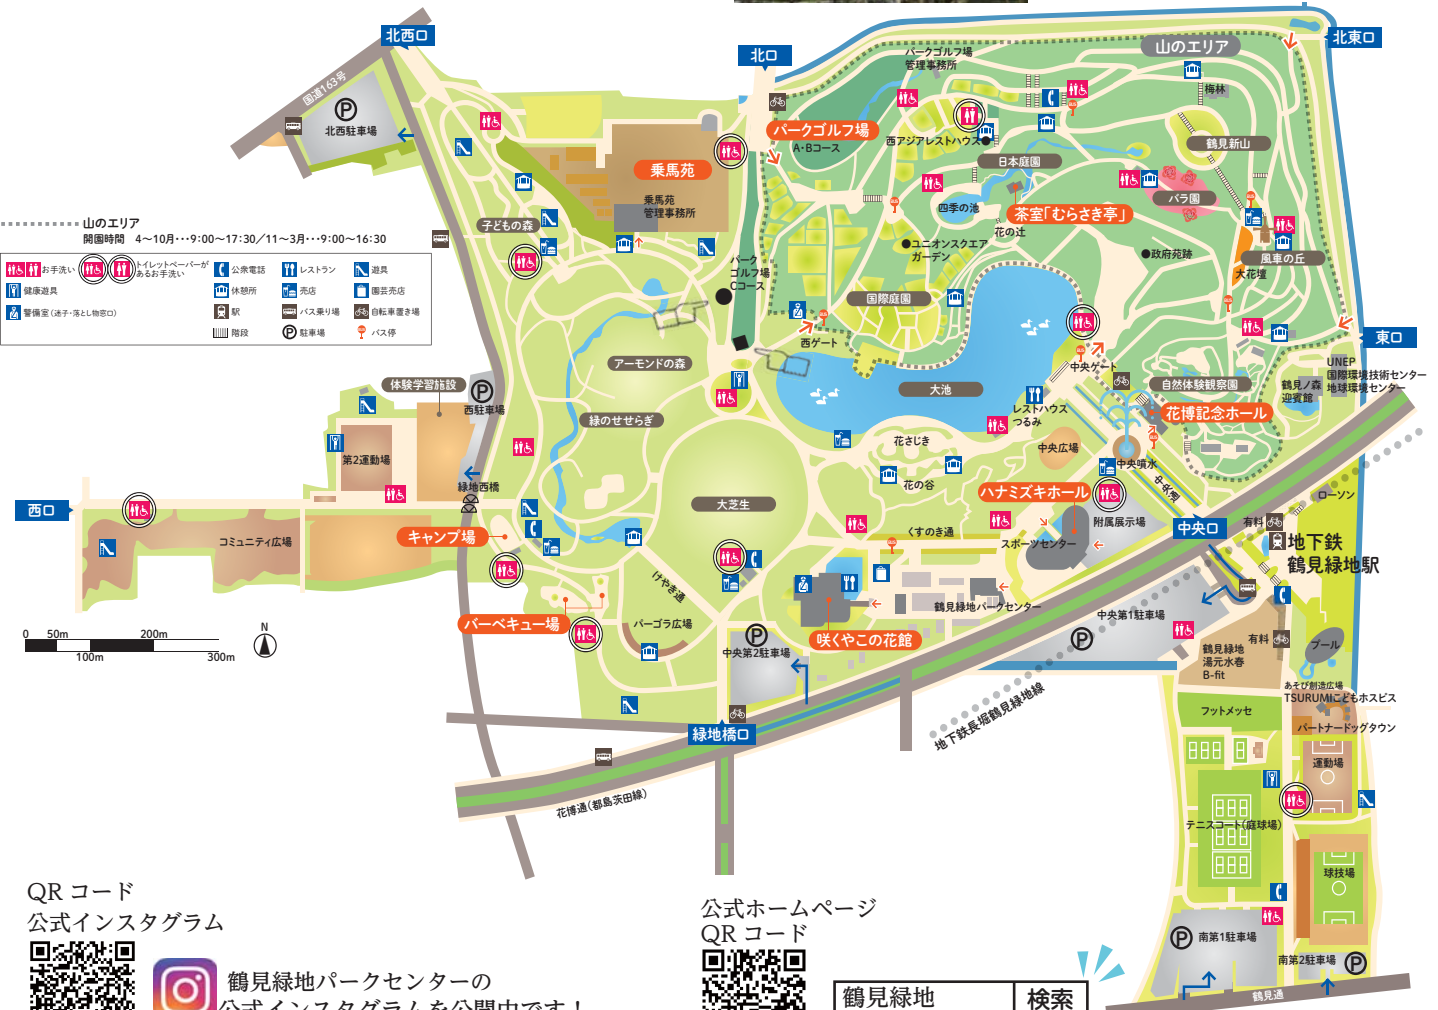 北西口
北口
北東口
国道163号
北西駐車場
パークゴルフ場
管理事務所
山のエリア
梅林
パークゴルフ場
A・Bコース
西アジアレストハウス
鶴見新山
日本庭園
乗馬苑
乗馬苑
管理事務所
バラ園
四季の池
茶室「むらさき亭」
花の辻
子どもの森
山のエリア
開園時間 4〜10月・・・9:00〜17:30／11〜3月・・・9:00〜16:30
お手洗い
トイレットペーパーが
あるお手洗い
公衆電話
レストラン
遊具
健康遊具
休憩所
売店
園芸売店
警備室（迷子・落とし物窓口）
駅
バス乗り場
自転車置き場
階段
駐車場
バス停
ユニオンスクエア
ガーデン
政府苑跡
風車の丘
大花壇
パーク
ゴルフ場
Cコース
国際庭園
西ゲート
東口
アーモンドの森
中央ゲート
UNEP
国際環境技術センター
地球環境センター
体験学習施設
西駐車場
大池
自然体験観察園
鶴見ノ森
迎賓館
レストハウス
つるみ
花博記念ホール
緑のせせらぎ
花さじき
中央広場
第2運動場
中央噴水
緑地西橋
花の谷
ハナミズキホール
中央通
西口
大芝生
ローソン
附属展示場
中央口
有料
コミュニティ広場
キャンプ場
くすのき通
スポーツセンター
地下鉄
鶴見緑地駅
けやき通
バーベキュー場
パーゴラ広場
鶴見緑地パークセンター
中央第1駐車場
0 50m 200m
100m 300m
N
咲くやこの花館
中央第2駐車場
有料
プール
鶴見緑地
湯元水春
B-fit
あそび創造広場
TSURUMIこどもホスピス
地下鉄長堀鶴見緑地線
フットメッセ
パートナードッグタウン
緑地橋口
運動場
花博通（都島茨田線）
テニスコート（庭球場）
球技場
南第1駐車場
南第2駐車場
鶴見通
QR コード
公式インスタグラム
鶴見緑地パークセンターの
公式インスタグラムを公開中です！
公式ホームページ
QR コード
鶴見緑地 検索